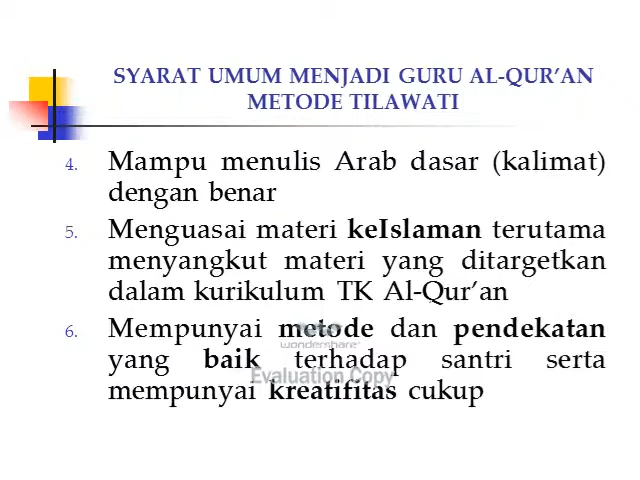 SYARAT UMUM MENJADI GURU AL-QUR’AN
METODE TILAWATI
4. Mampu menulis Arab dasar (kalimat)
dengan benar
5. Menguasai materi keIslaman terutama
menyangkut materi yang ditargetkan
dalam kurikulum TK Al-Qur’an
6. Mempunyai metode dan pendekatan
wondershare
yang baik terhadap santri serta
Evaluation Copy
mempunyai kreatifitas cukup